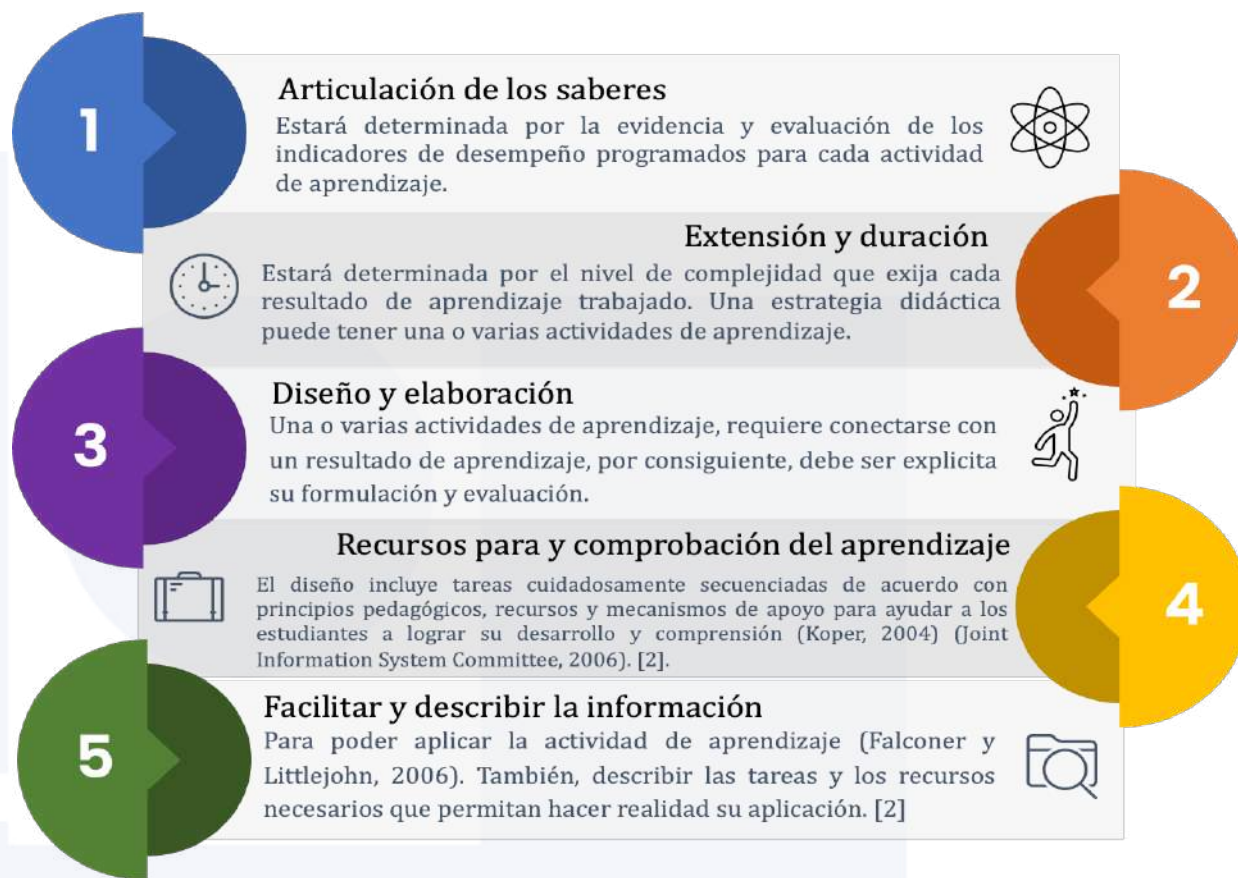 1
Articulación de los saberes
Estará determinada por la evidencia y evaluación de los
indicadores de desempeño programados para cada actividad
de aprendizaje.
Extensión y duración
2
Estará determinada por el nivel de complejidad que exija cada
resultado de aprendizaje trabajado. Una estrategia didáctica
puede tener una o varias actividades de aprendizaje.
3
Diseño y elaboración
Una o varias actividades de aprendizaje, requiere conectarse con
un resultado de aprendizaje, por consiguiente, debe ser explicita
su formulación y evaluación.
Recursos para y comprobación del aprendizaje
4
El diseño incluye tareas cuidadosamente secuenciadas de acuerdo con
principios pedagógicos, recursos y mecanismos de apoyo para ayudar a los
estudiantes a lograr su desarrollo y comprensión (Koper, 2004) (Joint
Information System Committee, 2006). [2].
5
Facilitar y describir la información
Para poder aplicar la actividad de aprendizaje (Falconer y
Littlejohn, 2006). También, describir las tareas y los recursos
necesarios que permitan hacer realidad su aplicación. [2]